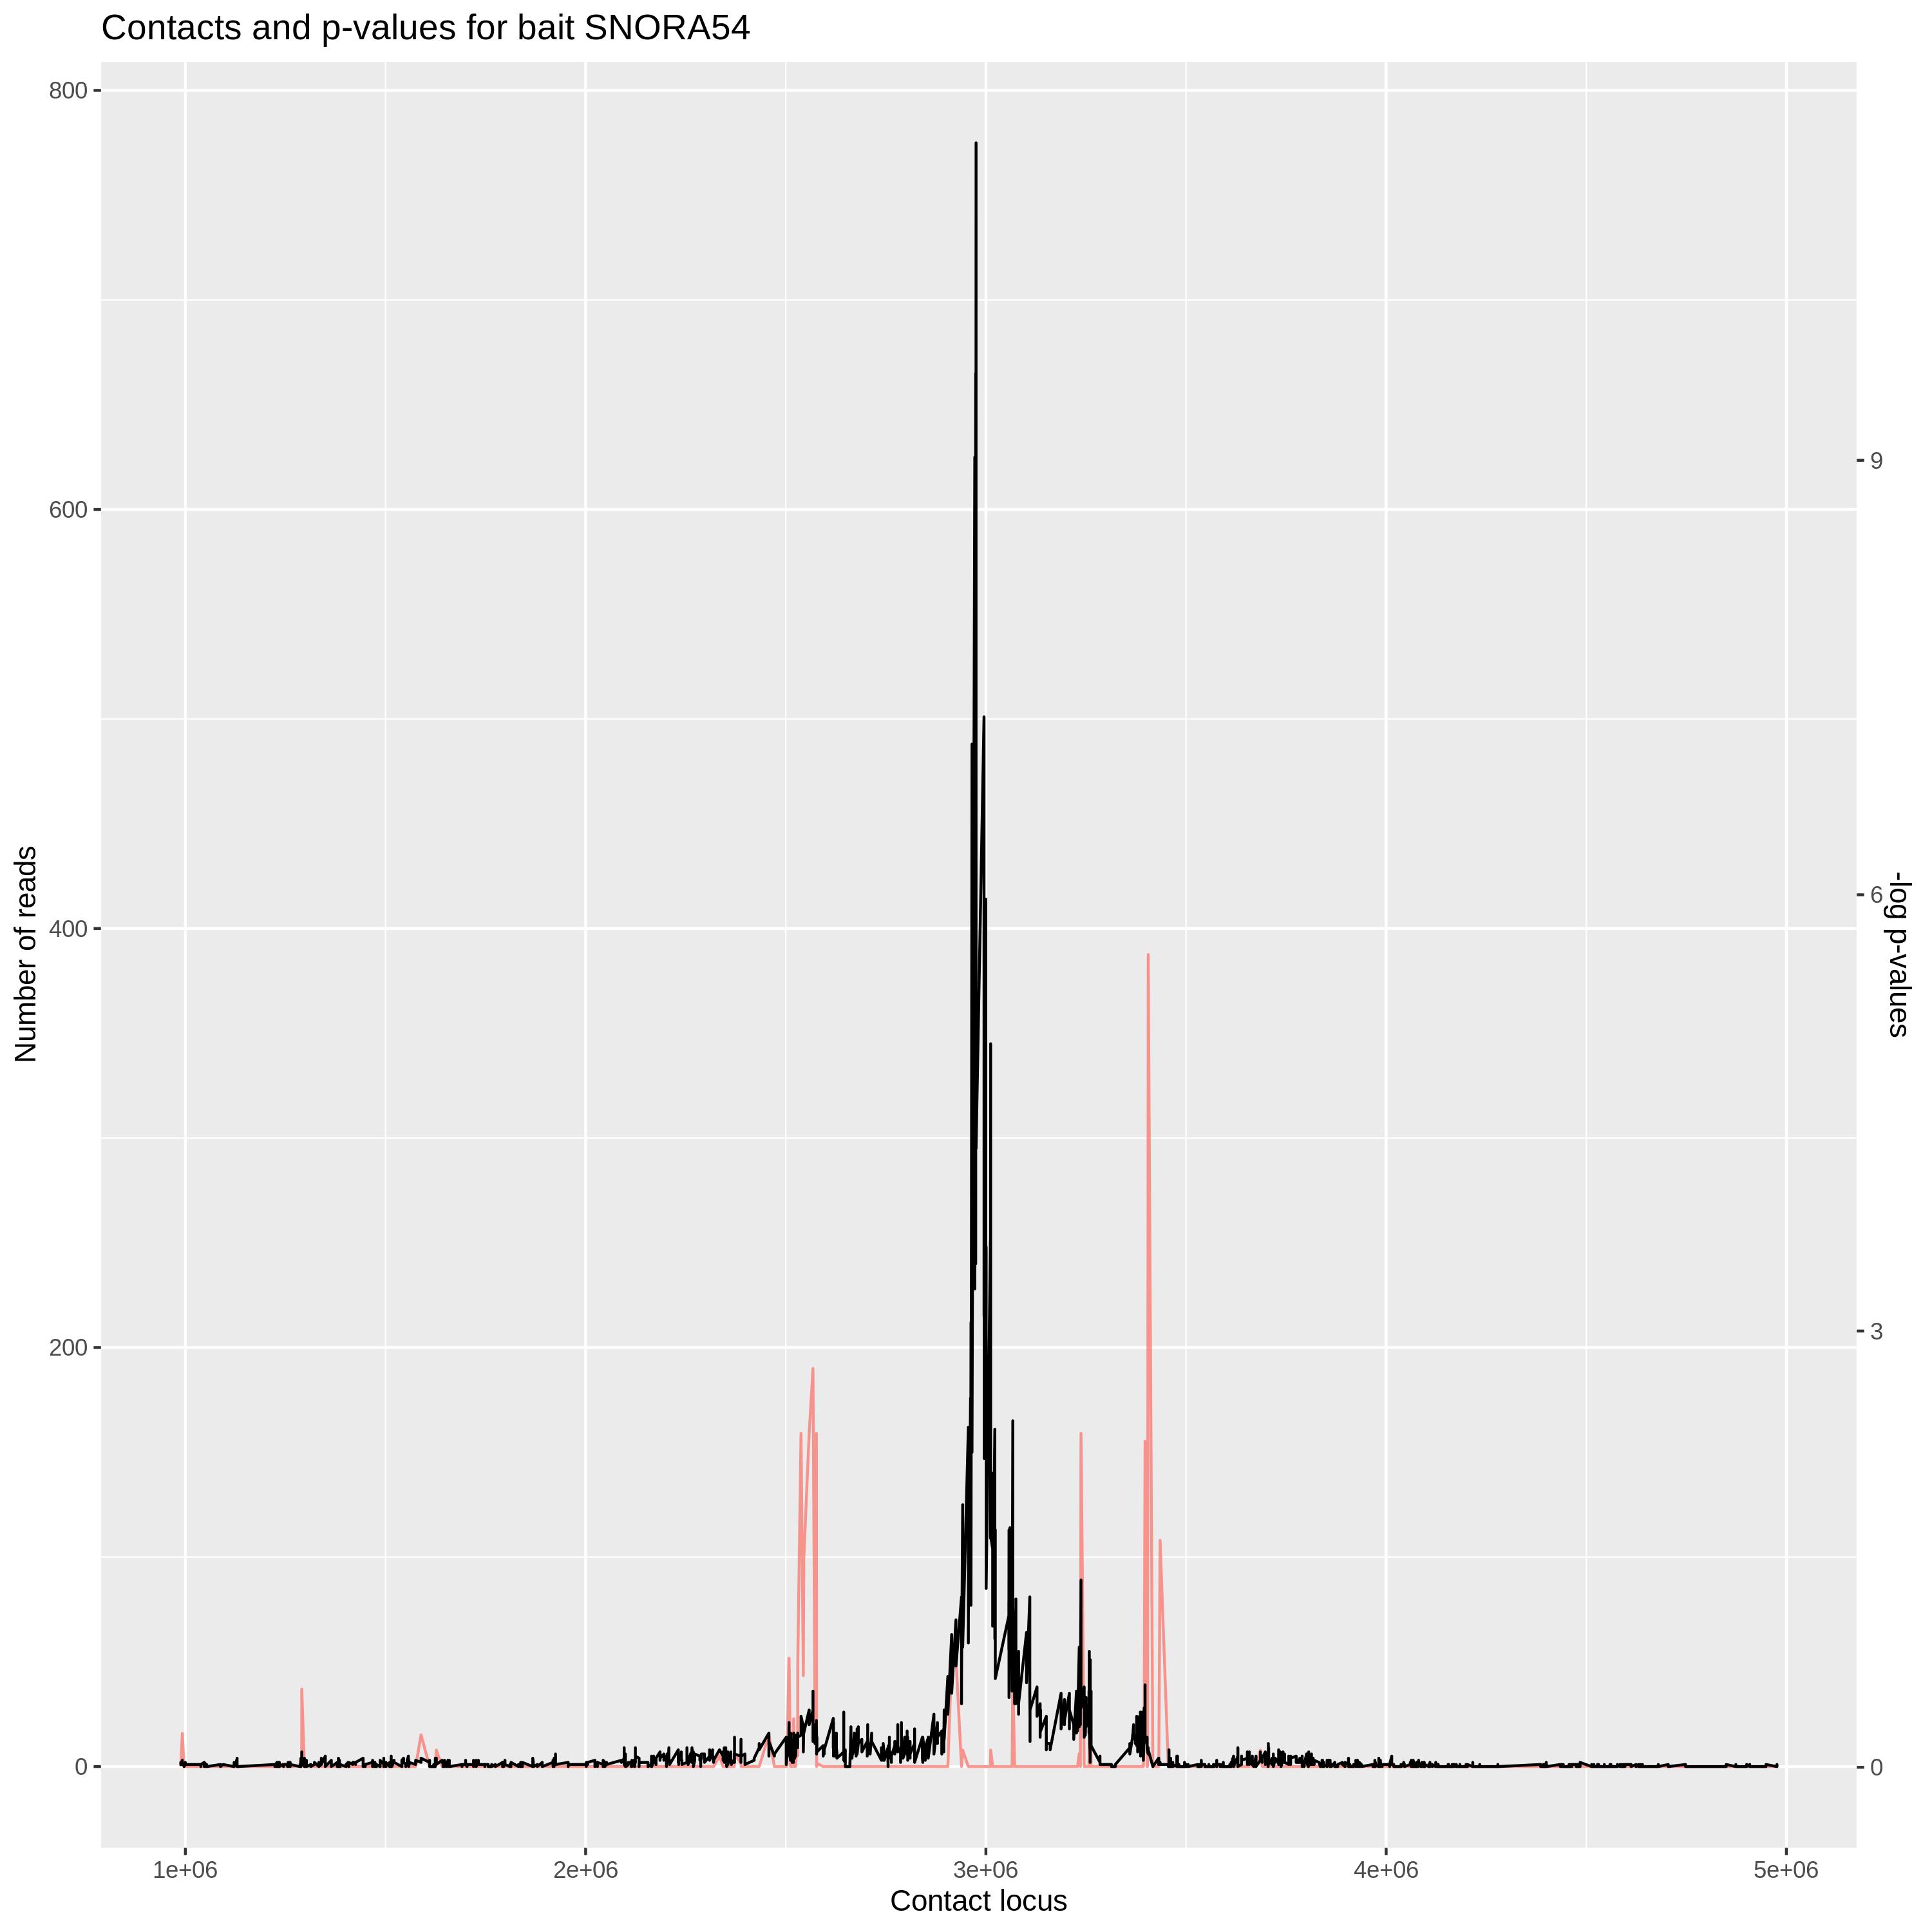 Contacts and p-values for bait SNORA54
800
600
400
200
0
Number of reads
9
6
3
0
-log p-values
1e+06
2e+06
3e+06
4e+06
5e+06
Contact locus